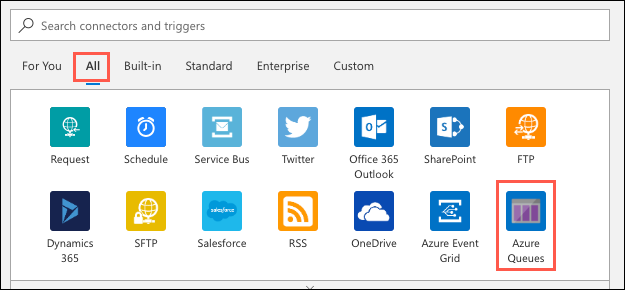 Search connectors and triggers
For You All Built-in Standard Enterprise Custom
Request Schedule Service Bus Twitter Office 365 Outlook SharePoint FTP
salesforce
Dynamics 365 SFTP Salesforce RSS OneDrive Azure Event Grid Azure Queues